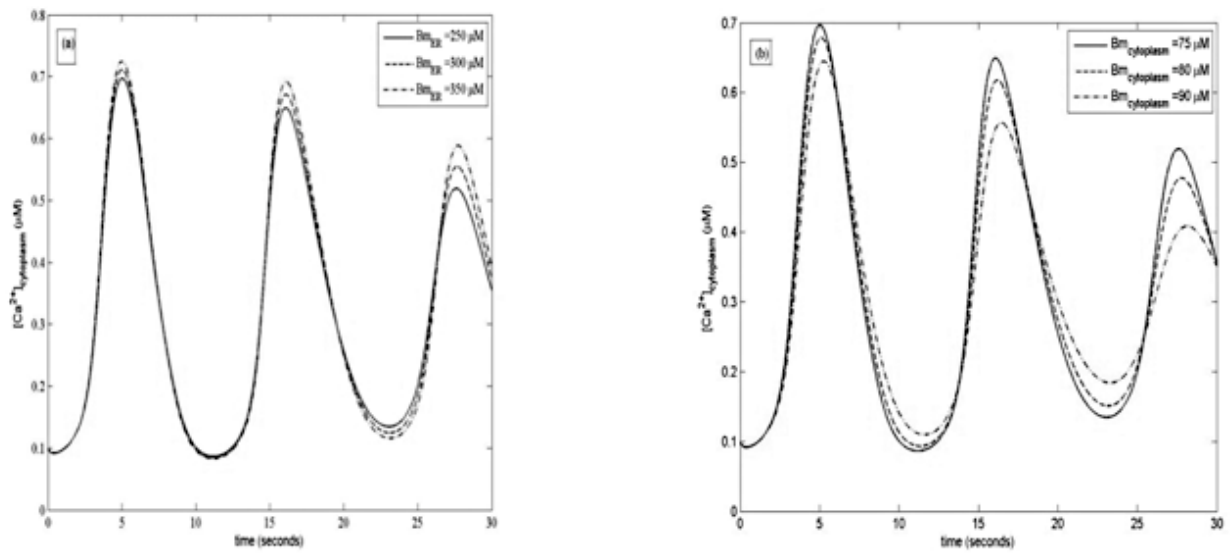 (a)
Bm_ER =250 µM
Bm_ER =300 µM
Bm_ER =350 µM
0.8
0.7
0.6
0.5
0.4
0.3
0.2
0.1
0
[Ca²⁺]cytoplasm (µM)
0 5 10 15 20 25 30
time (seconds)
(b)
Bm_cytoplasm =75 µM
Bm_cytoplasm =80 µM
Bm_cytoplasm =90 µM
0.7
0.6
0.5
0.4
0.3
0.2
0.1
0
[Ca²⁺]cytoplasm (µM)
0 5 10 15 20 25 30
time (seconds)